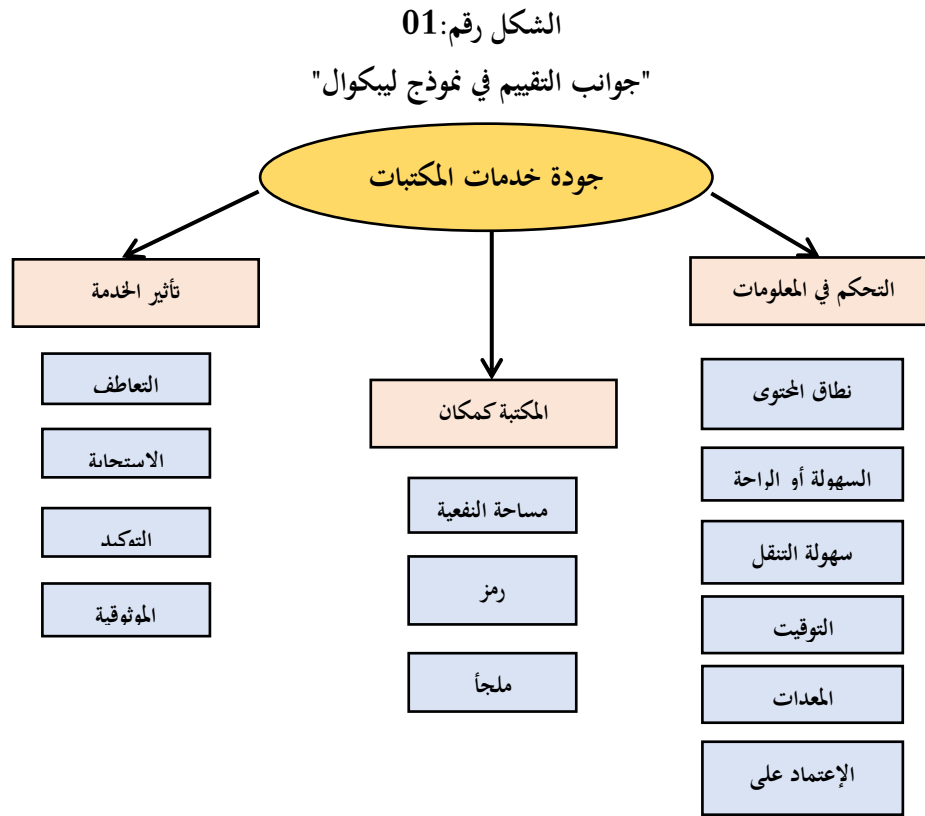 الشكل رقم:01
"جوانب التقييم في نموذج ليبكوال"
جودة خدمات المكتبات
التحكم في المعلومات
نطاق المحتوى
السهولة أو الراحة
سهولة التنقل
التوقيت
المعدات
الإعتماد على
المكتبة كمكان
مساحة النفعية
رمز
ملجأ
تأثير الخدمة
التعاطف
الاستجابة
التوكيد
الموثوقية